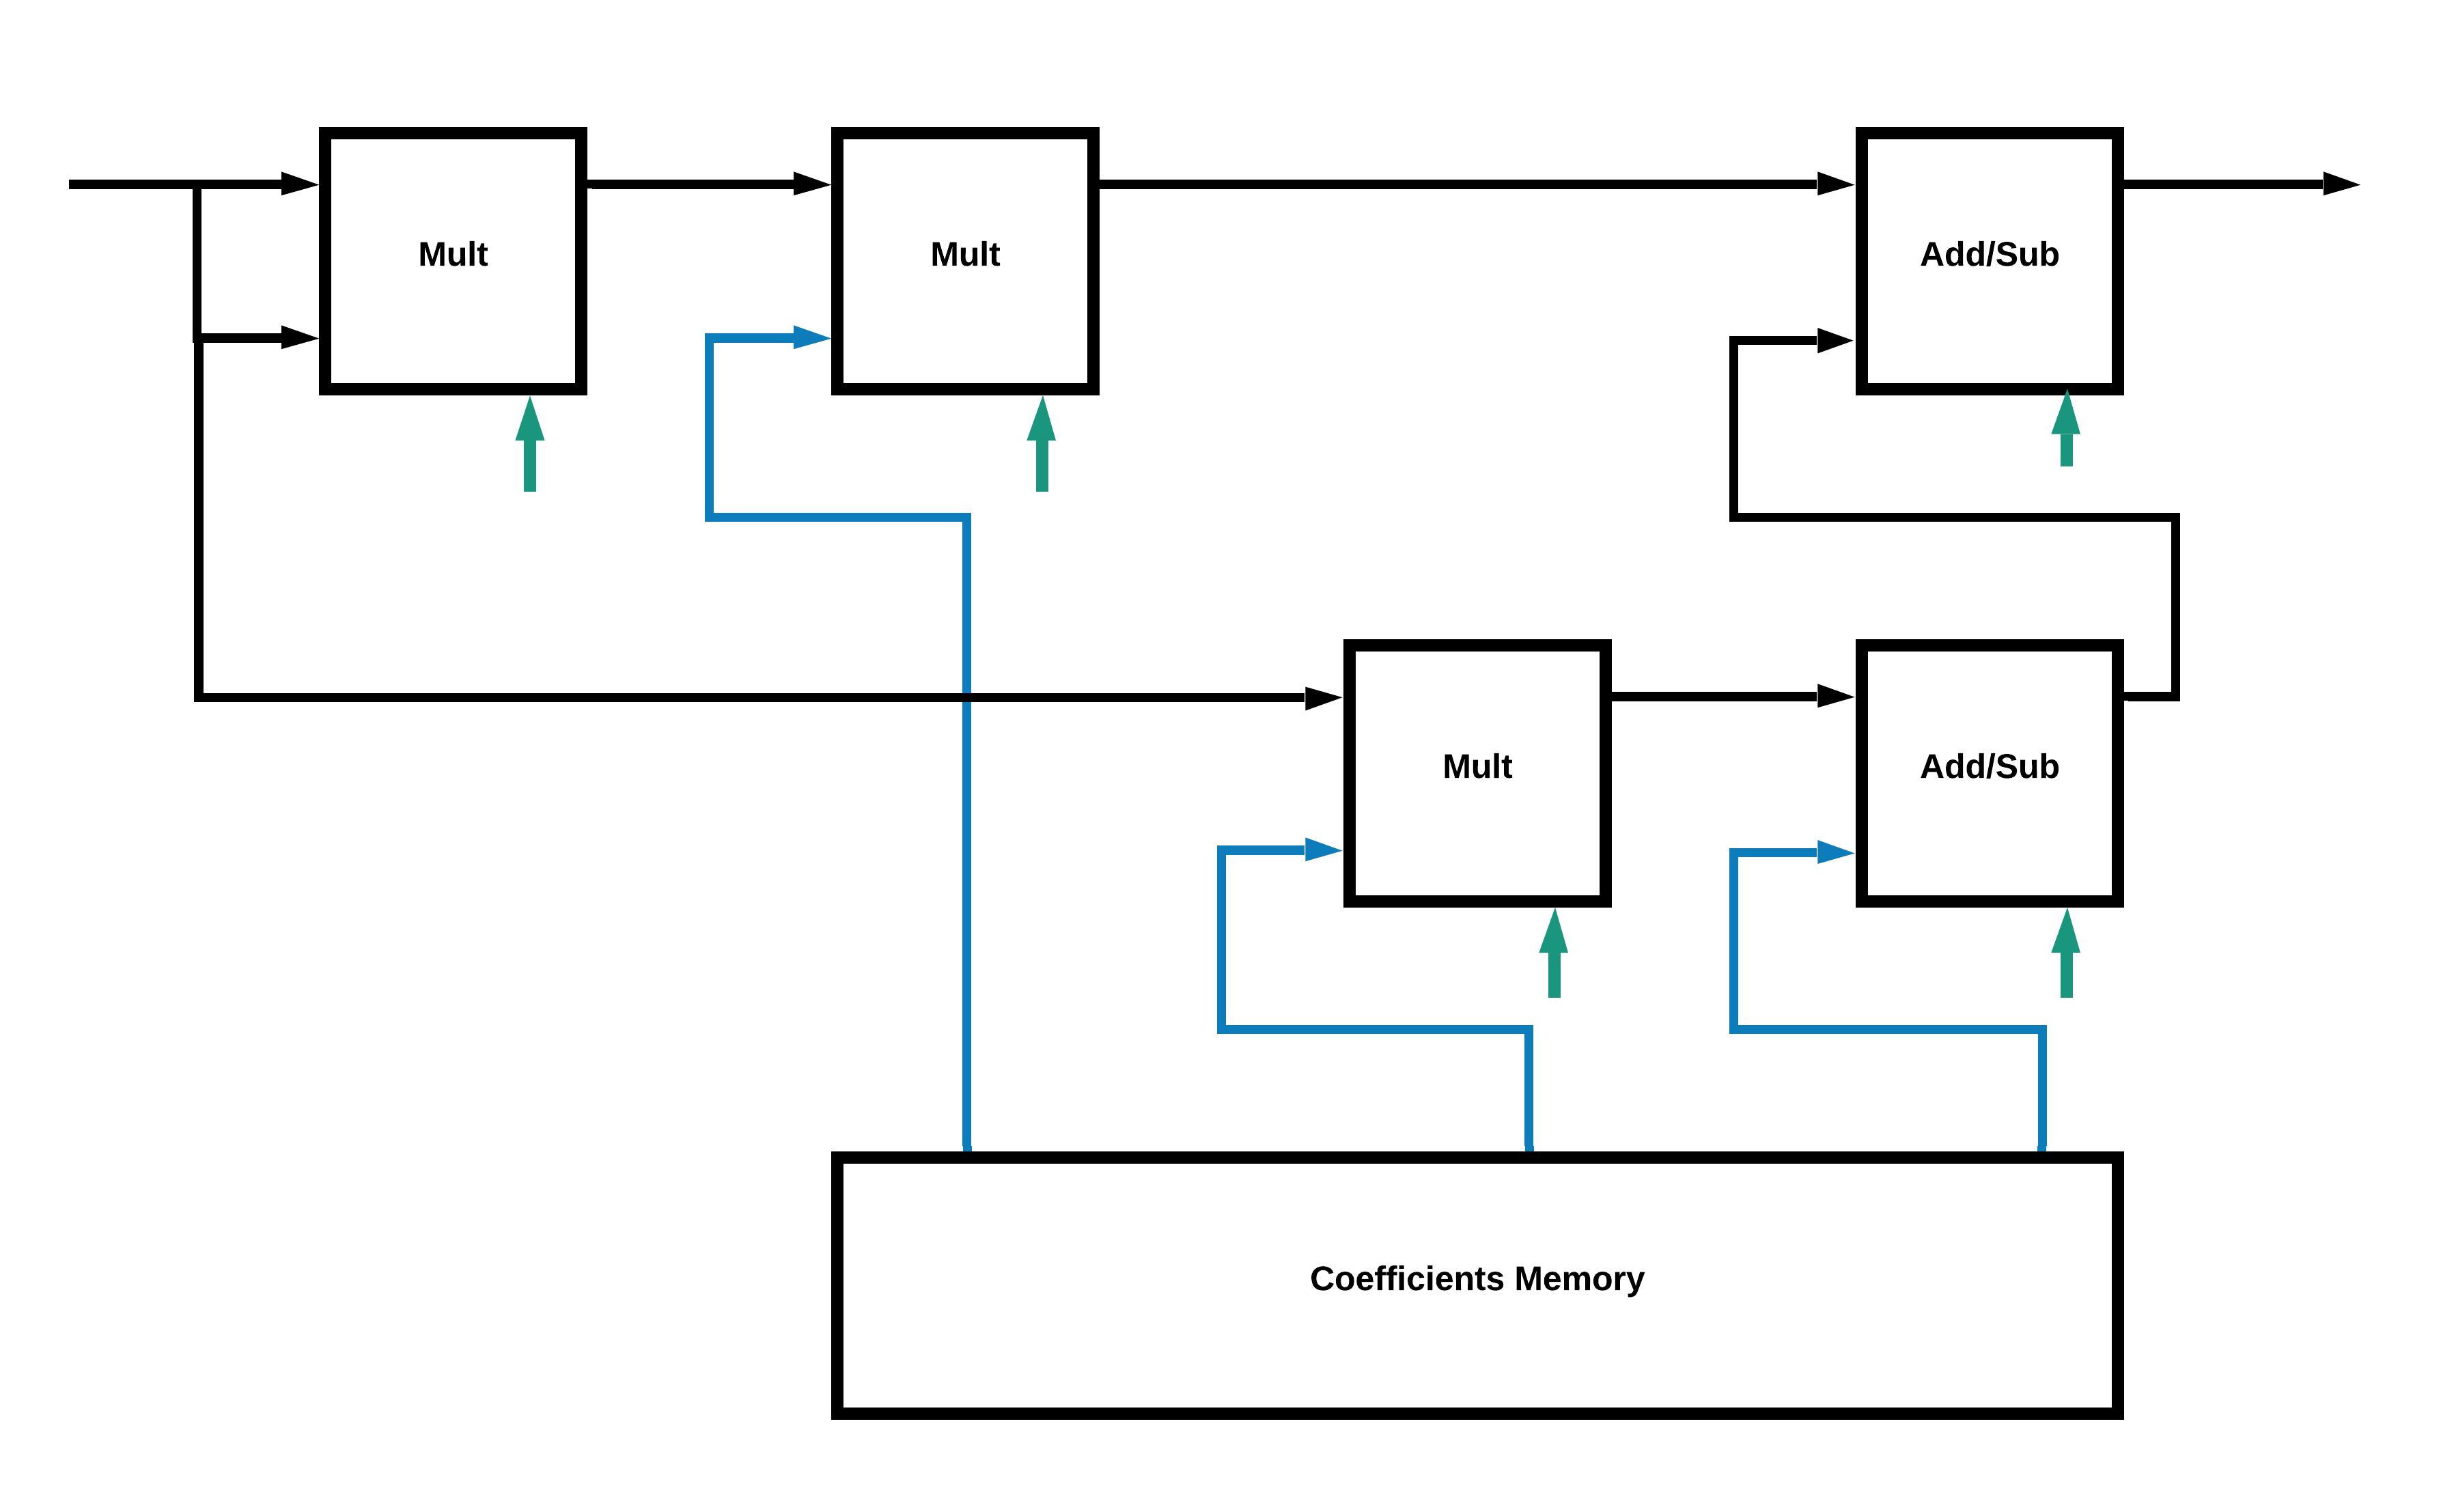 Mult
Mult
Add/Sub
Mult
Add/Sub
Coefficients Memory